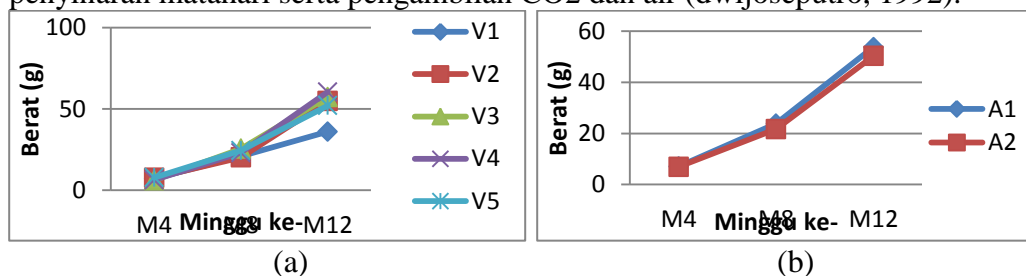 penyinaran matahari serta pengambilan CO2 dan air (dwijoseputro, 1992).
100
50
0
Berat (g)
M4
M8
M12
Minggu ke-
V1
V2
V3
V4
V5
(a)
60
40
20
0
Berat (g)
M4
M8
M12
Minggu ke-
A1
A2
(b)